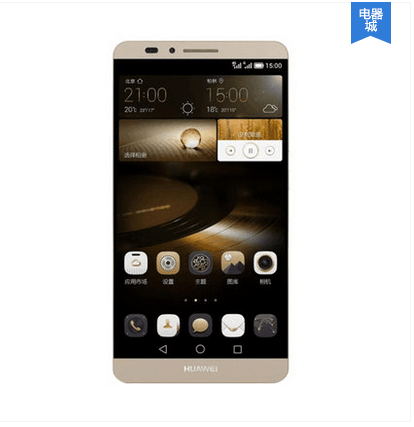 电器
城
15:00
北京
柏林
21:00
15:00
20°c
18°c
选择相册
应用市场
设置
主题
图库
相机
HUAWEI